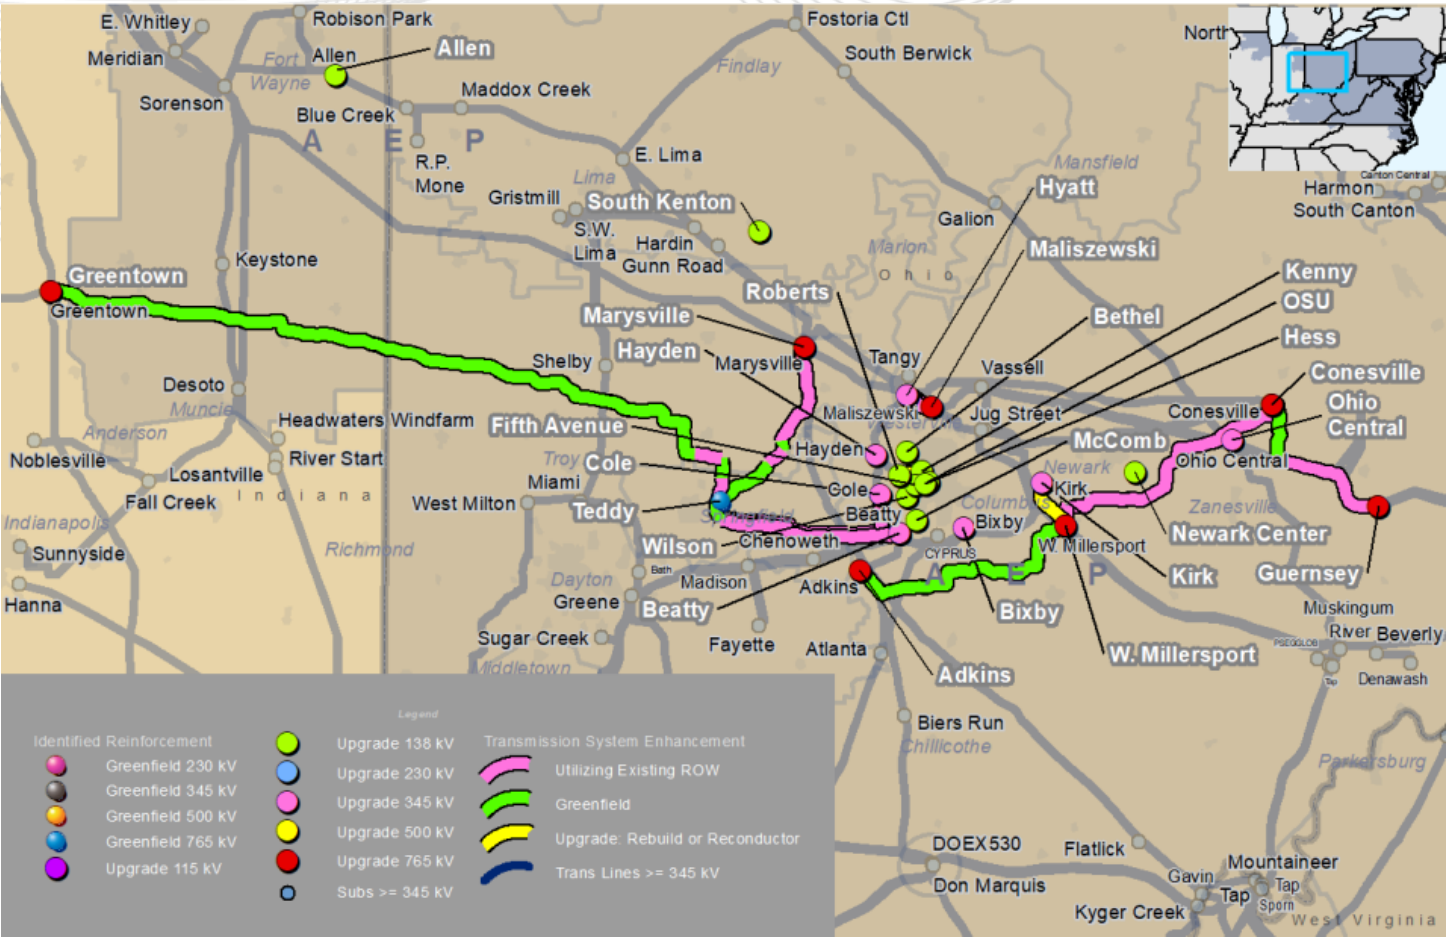 E. Whitley
Robison Park
Fostoria Ctl
North
Meridian
Allen
Allen
Fort
Wayne
South Berwick
Findlay
Sorenson
Maddox Creek
Blue Creek
A E P
R.P.
Mone
E. Lima
Lima
Mansfield
Canton Central
Harmon
South Canton
Gristmill
South Kenton
Hyatt
Galion
S.W.
Lima
Hardin
Gunn Road
Marion
Ohio
Maliszewski
Keystone
Greentown
Greentown
Roberts
Kenny
OSU
Marysville
Bethel
Hess
Hayden
Marysville
Tangy
Vassell
Shelby
Conesville
Desoto
Muncie
Headwaters Windfarm
Maliszewski
Westerville
Jug Street
Conesville
Ohio
Central
Fifth Avenue
Anderson
Noblesville
River Start
Hayden
McComb
Ohio Central
Losantville
Troy
Cole
Newark
Fall Creek
Indiana
Miami
West Milton
Cole
Kirk
Columbus
Zanesville
Teddy
Springfield
Beatty
Bixby
Newark Center
Indianapolis
Sunnyside
Richmond
Wilson
Chenoweth
CYPRUS
W. Millersport
Bath
Madison
Adkins
A E P
Kirk
Guernsey
Dayton
Greene
Hanna
Beatty
Bixby
Muskingum
River
Beverly
PSEGGLOB
Sugar Creek
Fayette
Atlanta
W. Millersport
Middletown
Adkins
Tap
Denawash
Biers Run
Chillicothe
Parkersburg
Legend
Identified Reinforcement
Greenfield 230 kV
Greenfield 345 kV
Greenfield 500 kV
Greenfield 765 kV
Upgrade 115 kV
Upgrade 138 kV
Upgrade 230 kV
Upgrade 345 kV
Upgrade 500 kV
Upgrade 765 kV
Subs >= 345 kV
Transmission System Enhancement
Utilizing Existing ROW
Greenfield
Upgrade: Rebuild or Reconductor
Trans Lines >= 345 kV
DOEX530
Don Marquis
Flatlick
Mountaineer
Gavin
Tap
Tap
Sporn
Kyger Creek
West Virginia